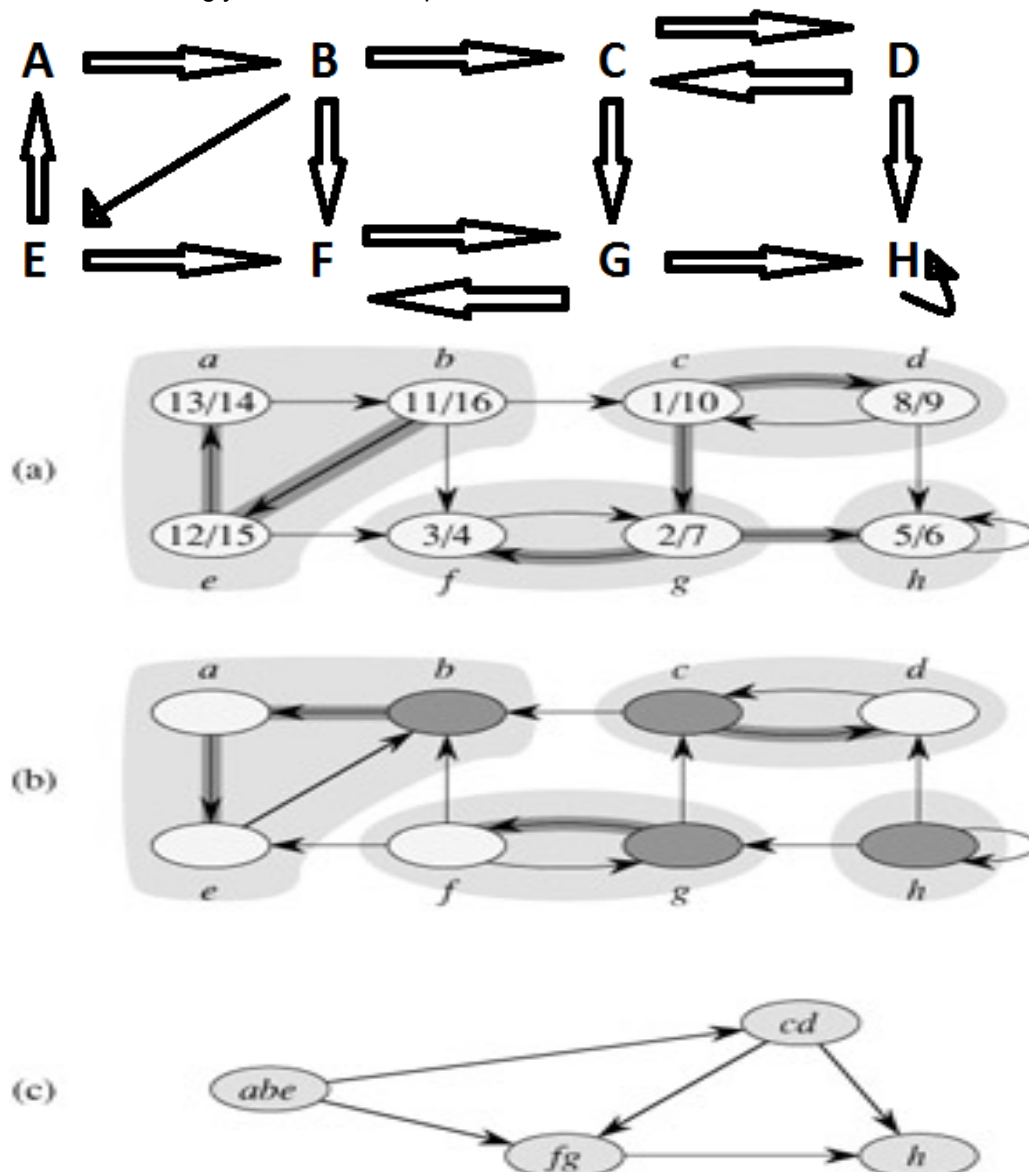 A B C D
E F G H
a b c d
13/14 11/16 1/10 8/9
(a)
12/15 3/4 2/7 5/6
e f g h
a b c d
(b)
e f g h
cd
(c) abe
fg h